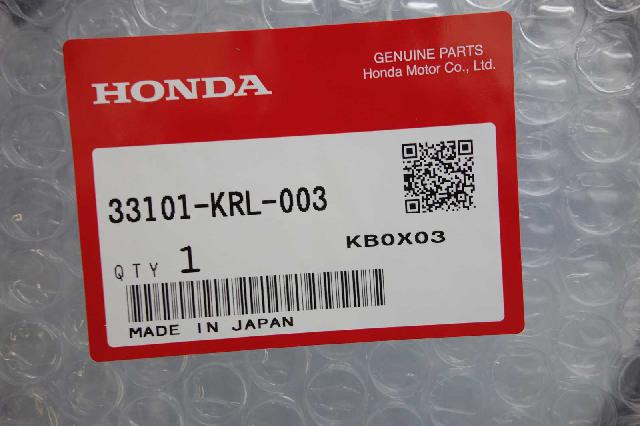 HONDA
GENUINE PARTS
Honda Motor Co., Ltd.
33101-KRL-003
KB0X03
QTY 1
MADE IN JAPAN